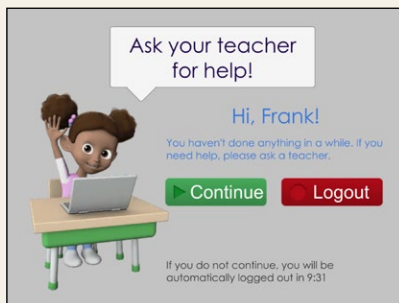 Ask your teacher
for help!
Hi, Frank!
You haven't done anything in a while. If you
need help, please ask a teacher.
Continue
Logout
If you do not continue, you will be
automatically logged out in 9:31